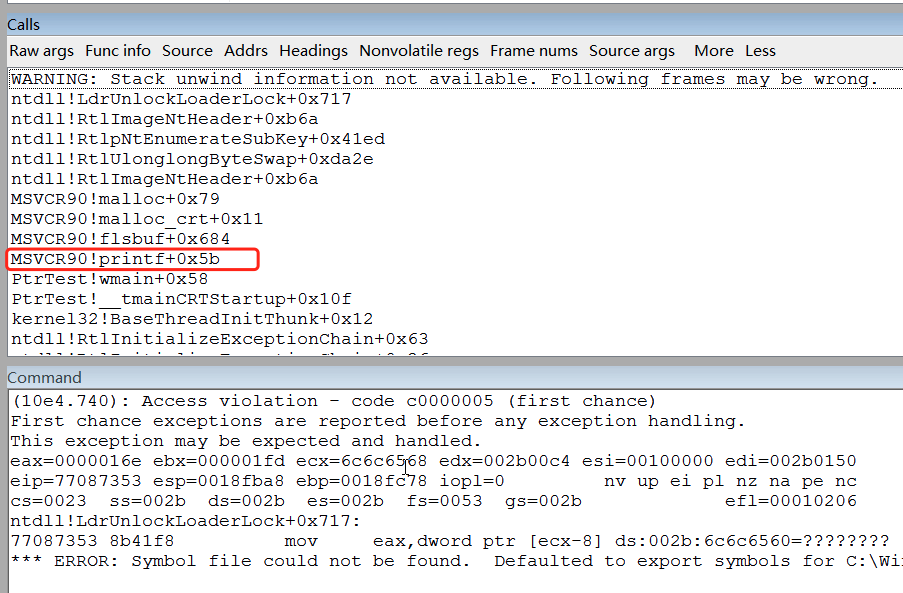 Calls
Raw args Func info Source Addrs Headings Nonvolatile regs Frame nums Source args More Less
WARNING: Stack unwind information not available. Following frames may be wrong.
ntdll!LdrUnlockLoaderLock+0x717
ntdll!RtlImageNtHeader+0xb6a
ntdll!RtlpNtEnumerateSubKey+0x41ed
ntdll!RtlUlonglongByteSwap+0xda2e
ntdll!RtlImageNtHeader+0xb6a
MSVCR90!malloc+0x79
MSVCR90!malloc_crt+0x11
MSVCR90!flsbuf+0x684
MSVCR90!printf+0x5b
PtrTest!wmain+0x58
PtrTest!__tmainCRTStartup+0x10f
kernel32!BaseThreadInitThunk+0x12
ntdll!RtlInitializeExceptionChain+0x63
Command
(10e4.740): Access violation - code c0000005 (first chance)
First chance exceptions are reported before any exception handling.
This exception may be expected and handled.
eax=0000016e ebx=000001fd ecx=6c6c6568 edx=002b00c4 esi=00100000 edi=002b0150
eip=77087353 esp=0018fba8 ebp=0018fc78 iopl=0 nv up ei pl nz na pe nc
cs=0023 ss=002b ds=002b es=002b fs=0053 gs=002b efl=00010206
ntdll!LdrUnlockLoaderLock+0x717:
77087353 8b41f8 mov eax,dword ptr [ecx-8] ds:002b:6c6c6560=????????
*** ERROR: Symbol file could not be found. Defaulted to export symbols for C:\Wi